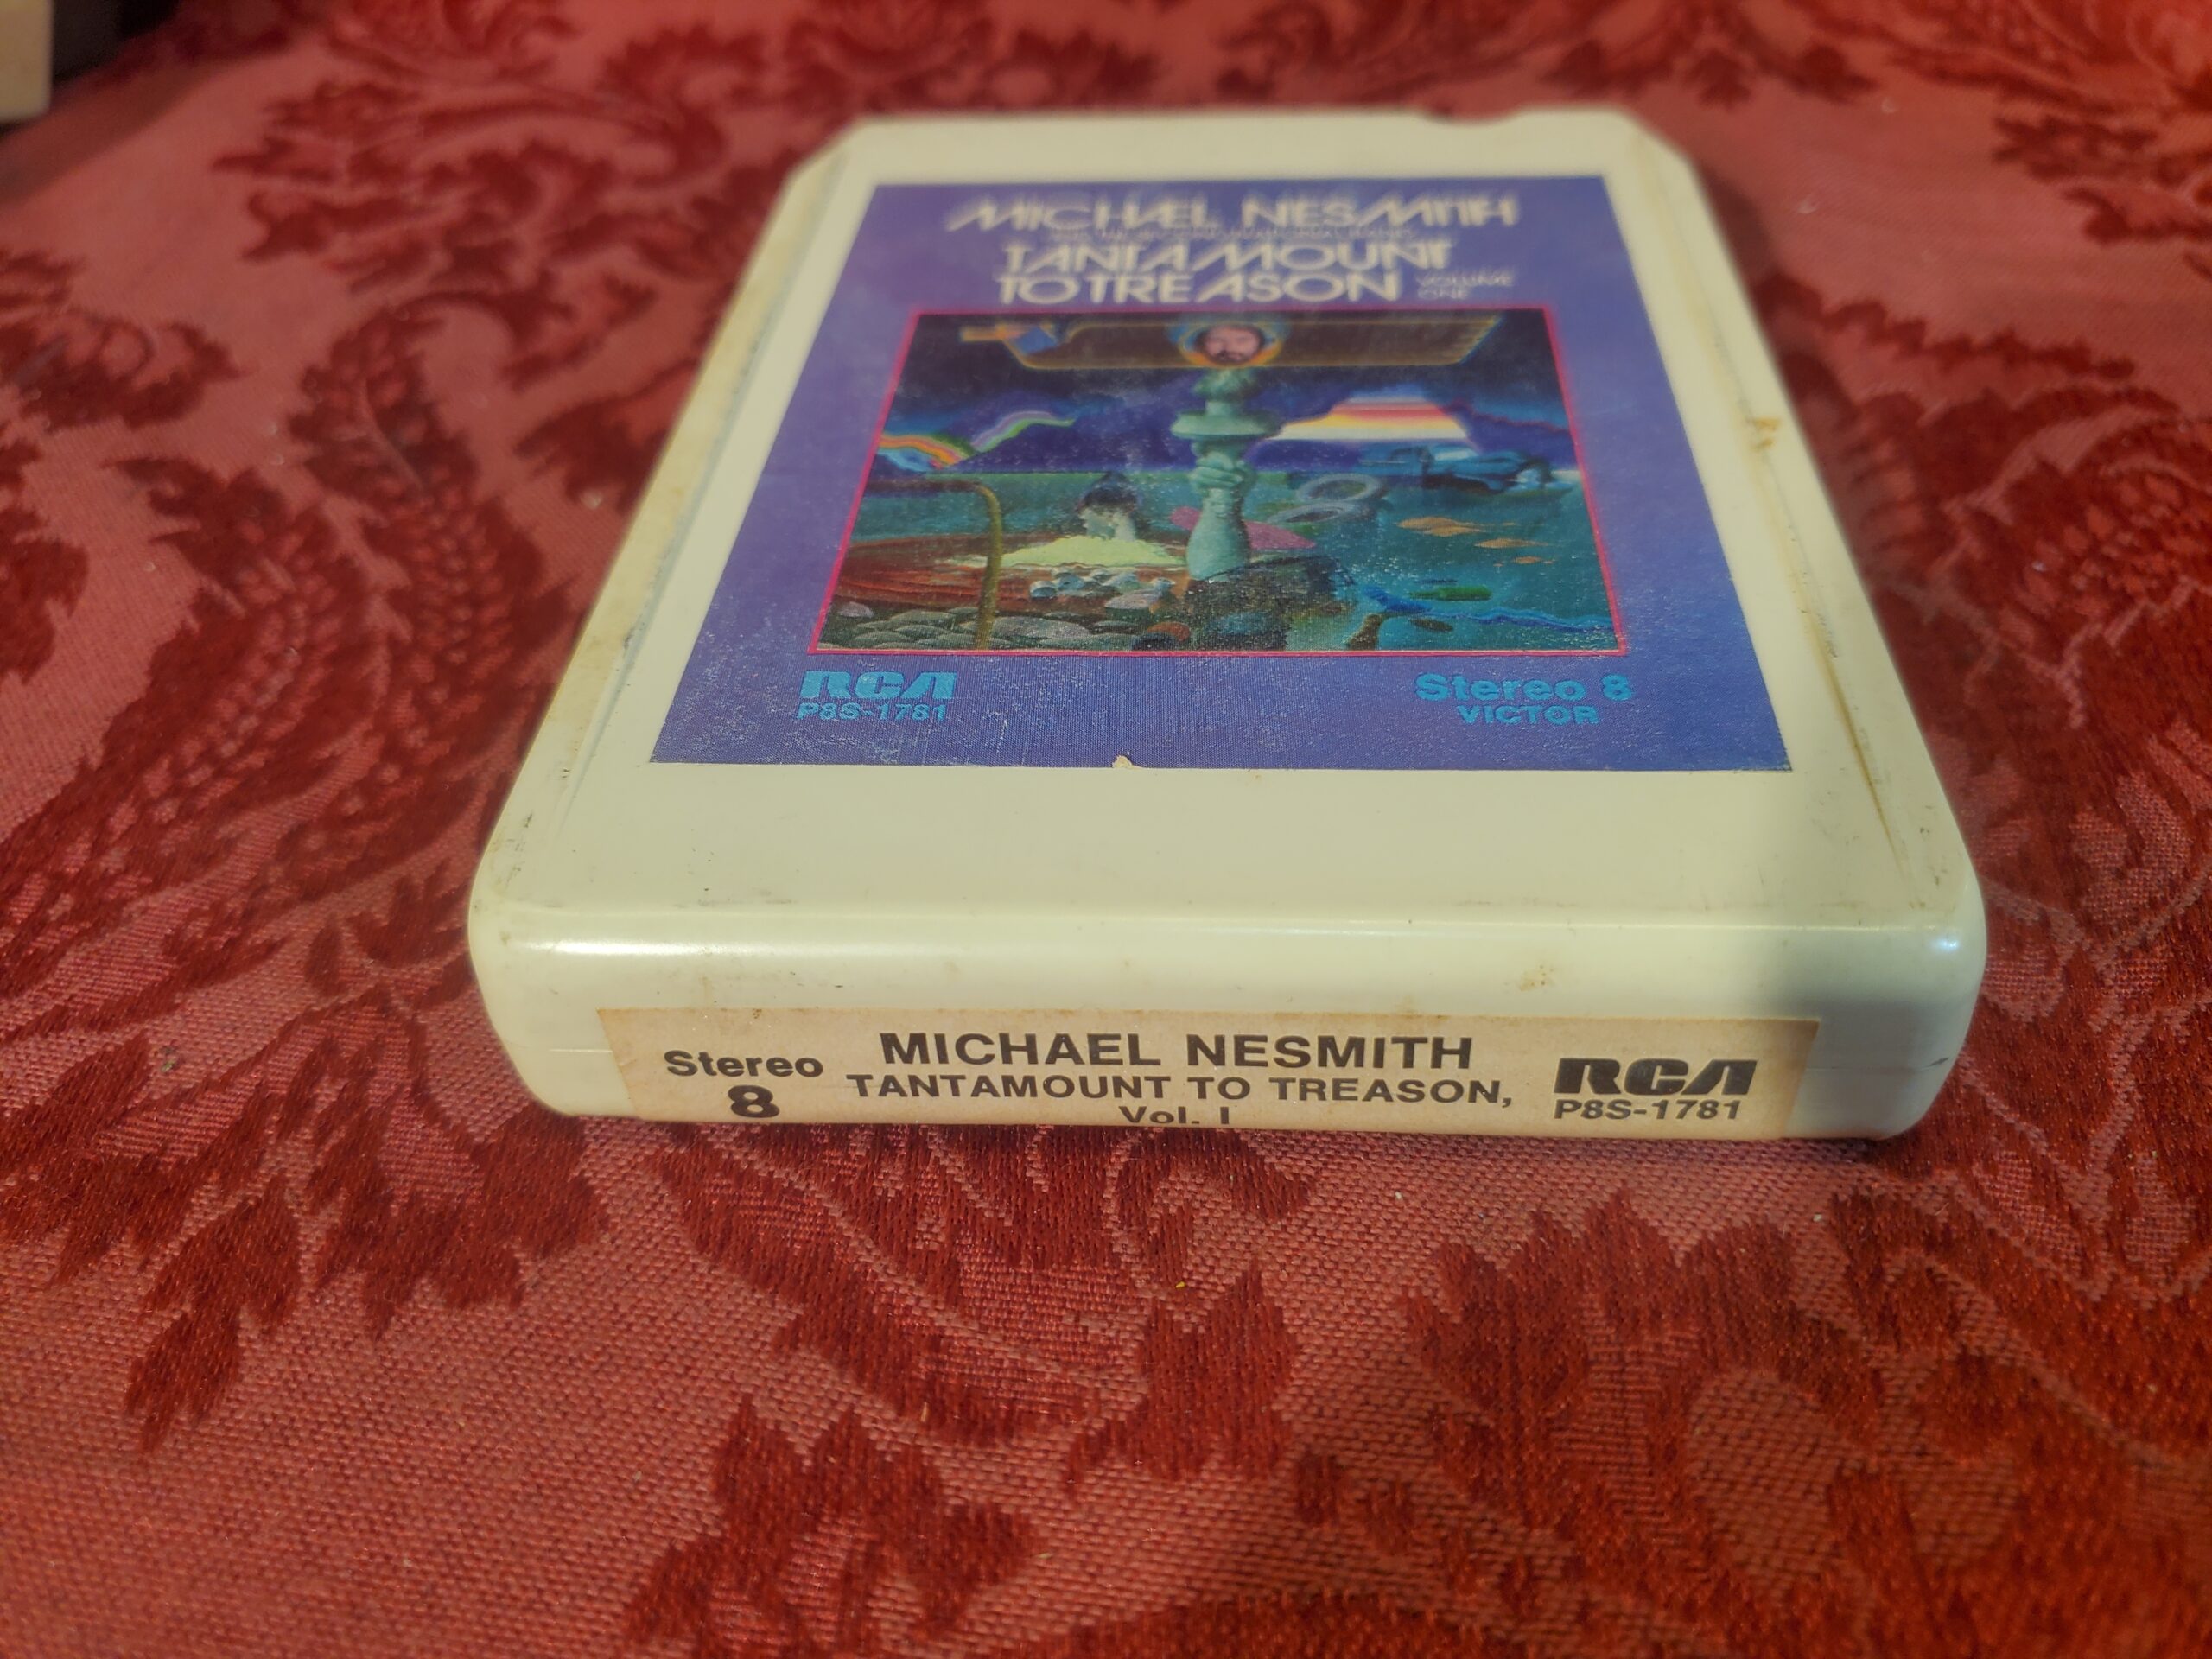 MICHAEL NESMITH
TANTAMOUNT
TO TREASON VOLUME
ONE
RCA
P8S-1781
Stereo 8
VICTOR
Stereo
8
MICHAEL NESMITH
TANTAMOUNT TO TREASON,
Vol. I
RCA
P8S-1781